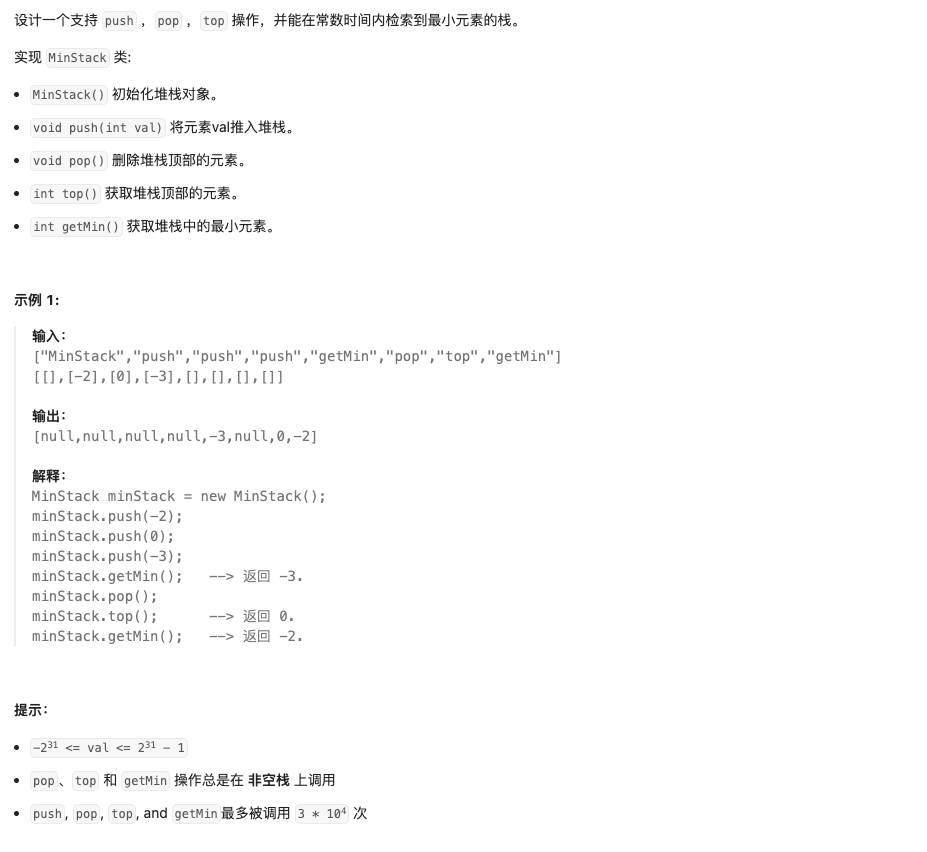 设计一个支持 push ，pop ，top 操作，并能在常数时间内检索到最小元素的栈。
实现 MinStack 类:
• MinStack() 初始化堆栈对象。
• void push(int val) 将元素val推入堆栈。
• void pop() 删除堆栈顶部的元素。
• int top() 获取堆栈顶部的元素。
• int getMin() 获取堆栈中的最小元素。
示例 1:
输入：
["MinStack","push","push","push","getMin","pop","top","getMin"]
[[],[-2],[0],[-3],[],[],[],[]]
输出：
[null,null,null,null,-3,null,0,-2]
解释：
MinStack minStack = new MinStack();
minStack.push(-2);
minStack.push(0);
minStack.push(-3);
minStack.getMin();   --> 返回 -3.
minStack.pop();
minStack.top();      --> 返回 0.
minStack.getMin();   --> 返回 -2.
提示：
• -2³¹ <= val <= 2³¹ - 1
• pop、top 和 getMin 操作总是在 非空栈 上调用
• push, pop, top, and getMin最多被调用 3 * 10⁴ 次